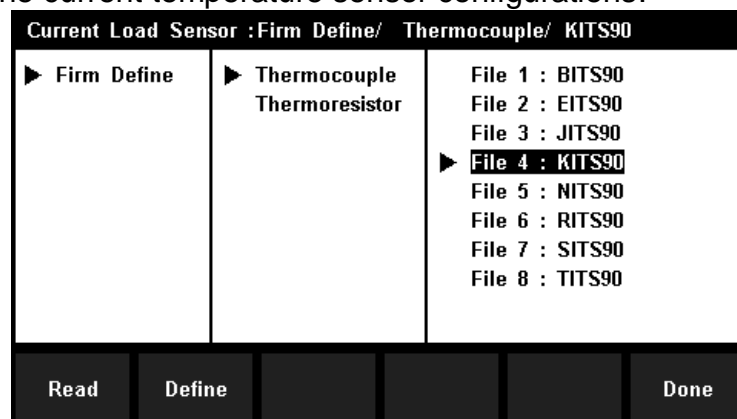 he current temperature sensor configurations.
Current Load Sensor :Firm Define/ Thermocouple/ KITS90
Firm Define
Thermocouple
Thermoresistor
File 1 : BITS90
File 2 : EITS90
File 3 : JITS90
File 4 : KITS90
File 5 : NITS90
File 6 : RITS90
File 7 : SITS90
File 8 : TITS90
Read Define Done